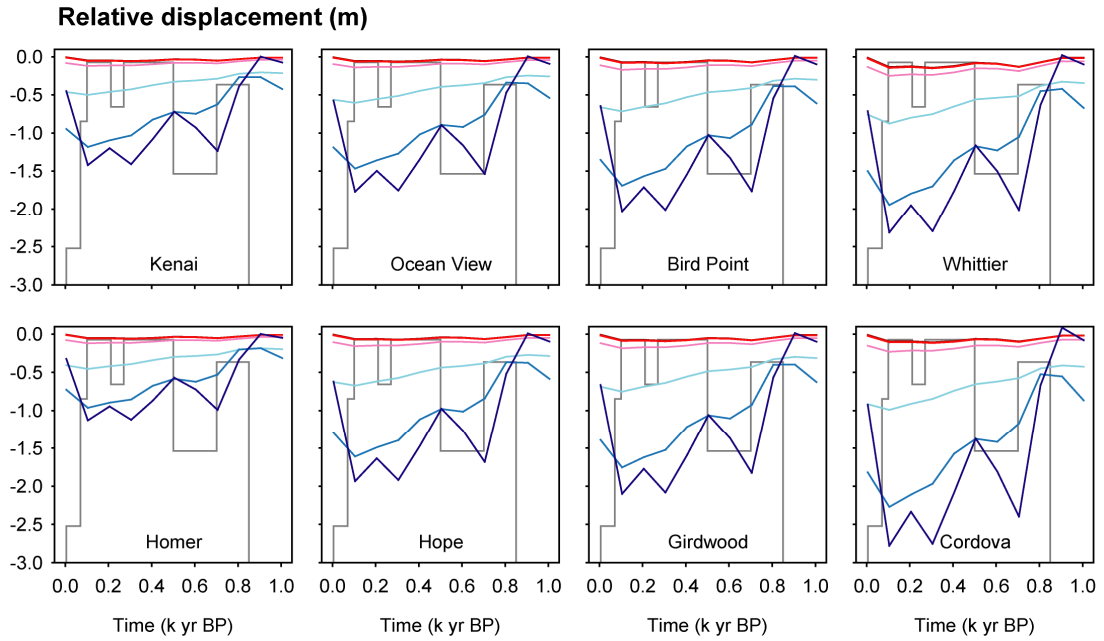 Relative displacement (m)
0.0
-0.5
-1.0
-1.5
-2.0
-2.5
-3.0
Kenai
Ocean View
Bird Point
Whittier
0.0
-0.5
-1.0
-1.5
-2.0
-2.5
-3.0
Homer
Hope
Girdwood
Cordova
0.0 0.2 0.4 0.6 0.8 1.0 0.0 0.2 0.4 0.6 0.8 1.0 0.0 0.2 0.4 0.6 0.8 1.0 0.0 0.2 0.4 0.6 0.8 1.0
Time (k yr BP) Time (k yr BP) Time (k yr BP) Time (k yr BP)